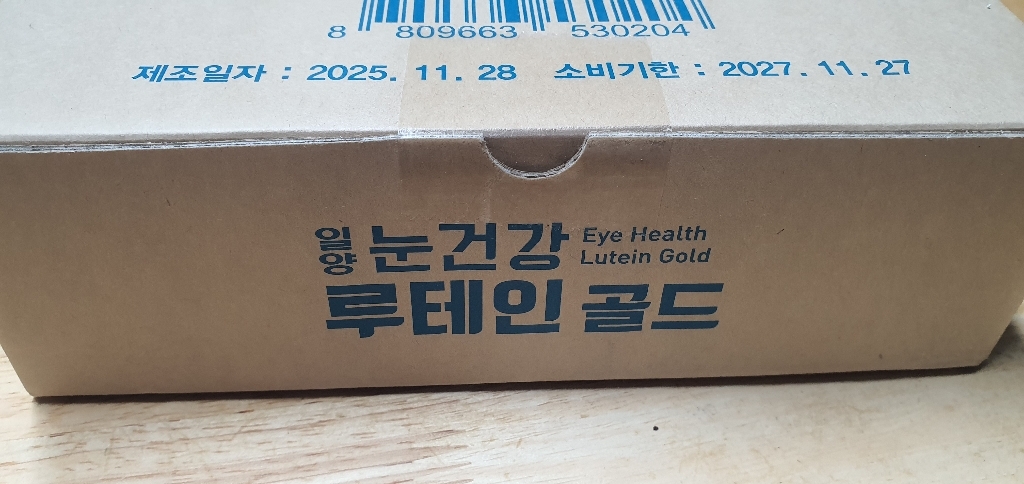 8 809663 530204
제조일자 : 2025. 11. 28 소비기한 : 2027. 11. 27
일양 눈건강 Eye Health
Lutein Gold
루테인 골드